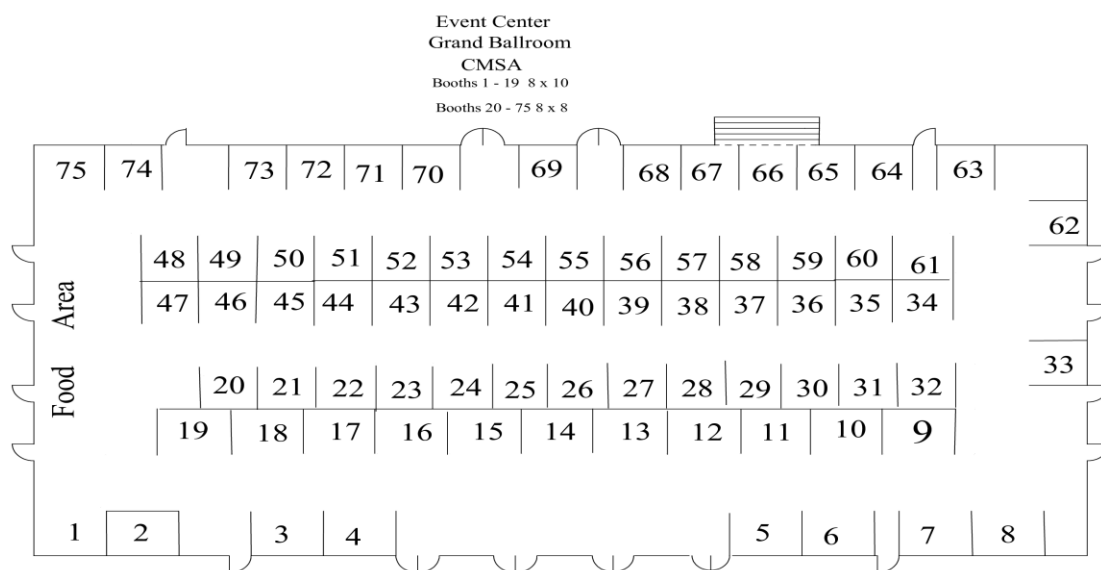 Event Center
Grand Ballroom
CMSA
Booths 1 - 19 8 x 10
Booths 20 - 75 8 x 8
75 74 73 72 71 70 69 68 67 66 65 64 63
62
48 49 50 51 52 53 54 55 56 57 58 59 60 61
47 46 45 44 43 42 41 40 39 38 37 36 35 34
Food Area
33
20 21 22 23 24 25 26 27 28 29 30 31 32
19 18 17 16 15 14 13 12 11 10 9
1 2 3 4 5 6 7 8